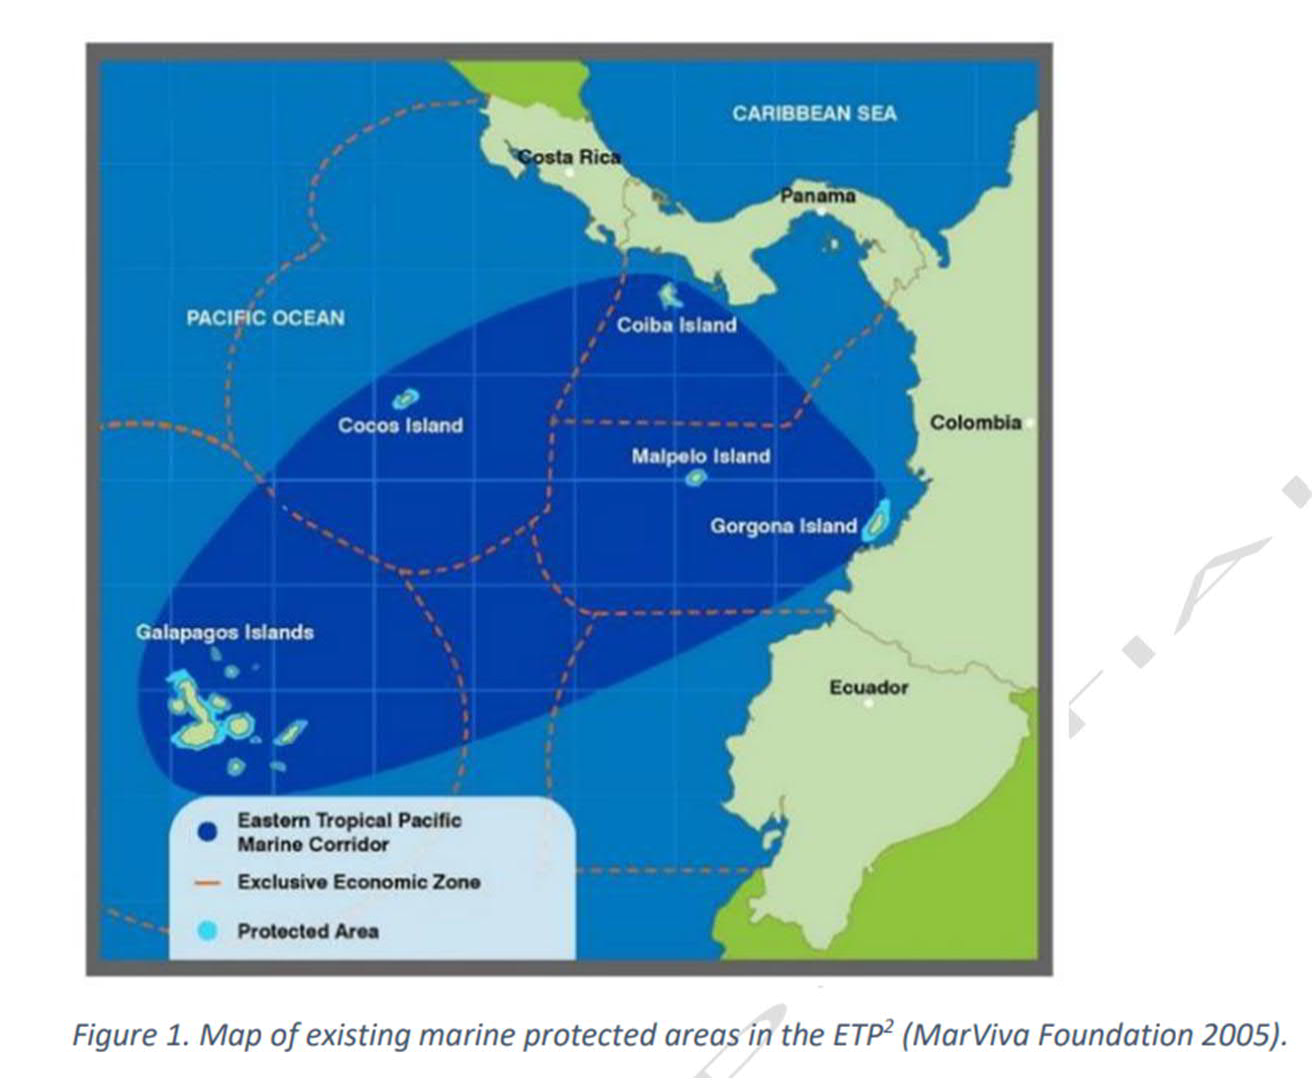 CARIBBEAN SEA
Costa Rica
Panama
PACIFIC OCEAN
Coiba Island
Cocos Island
Colombia
Malpelo Island
Gorgona Island
Galapagos Islands
Ecuador
Eastern Tropical Pacific
Marine Corridor
Exclusive Economic Zone
Protected Area
Figure 1. Map of existing marine protected areas in the ETP² (MarViva Foundation 2005).